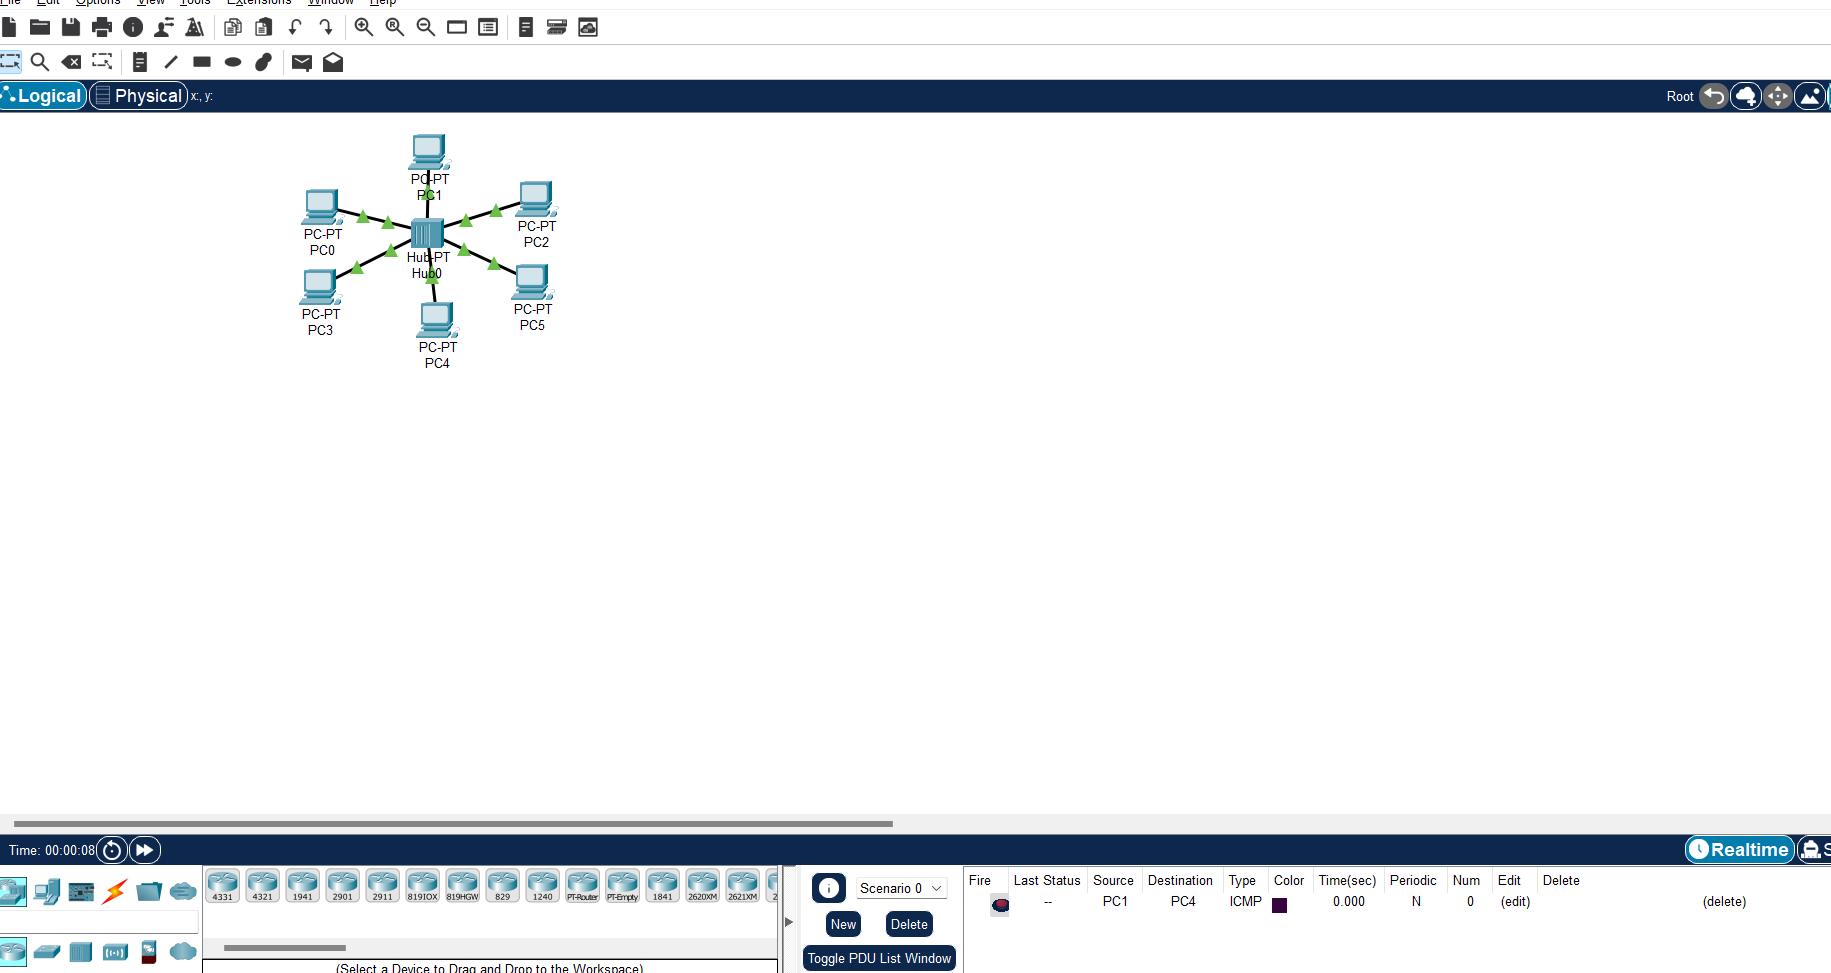 File Edit Options View Tools Extensions Window Help
Logical Physical x:, y: Root
PC-PT
PC1
PC-PT
PC0
PC-PT
PC2
Hub-PT
Hub0
PC-PT
PC3
PC-PT
PC5
PC-PT
PC4
Time: 00:00:08 Realtime S
4331 4321 1941 2901 2911 819IOX 819HGW 829 1240 PT-Router PT-Empty 1841 2620XM 2621XM 2
(Select a Device to Drag and Drop to the Workspace)
Scenario 0
New Delete
Toggle PDU List Window
Fire Last Status Source Destination Type Color Time(sec) Periodic Num Edit Delete
-- PC1 PC4 ICMP 0.000 N 0 (edit) (delete)